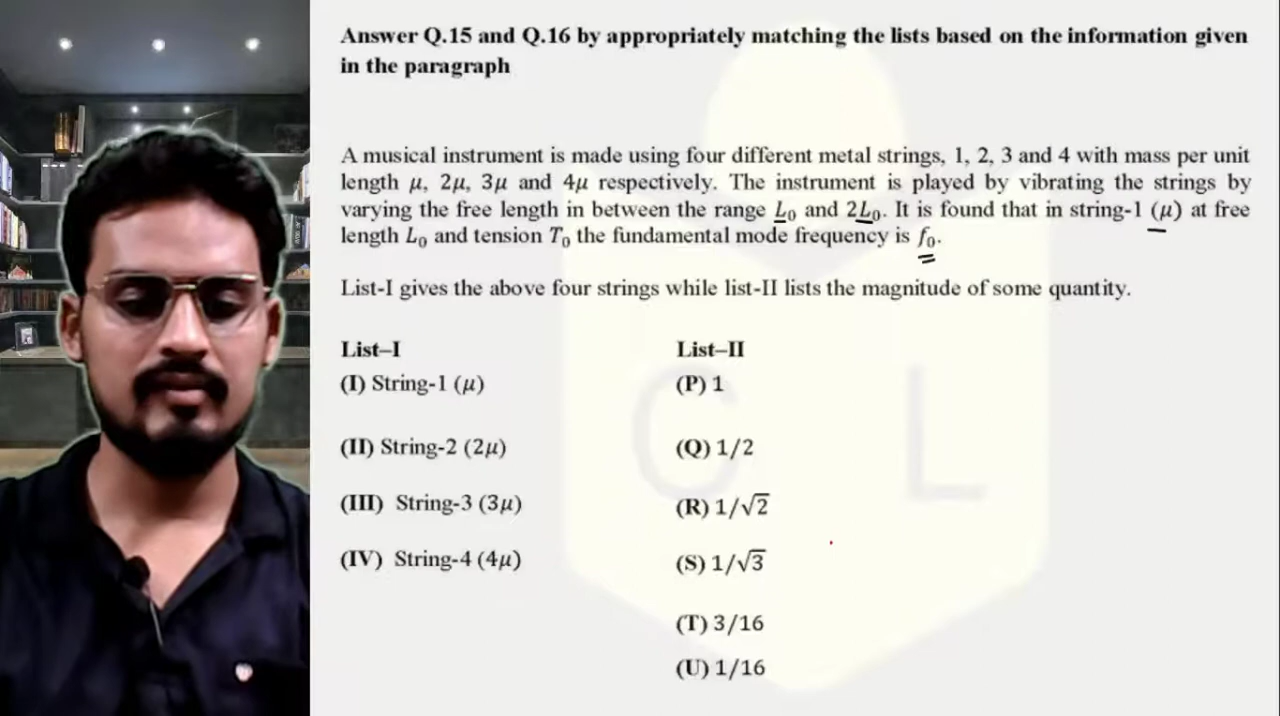 Answer Q.15 and Q.16 by appropriately matching the lists based on the information given
in the paragraph
A musical instrument is made using four different metal strings, 1, 2, 3 and 4 with mass per unit
length μ, 2μ, 3μ and 4μ respectively. The instrument is played by vibrating the strings by
varying the free length in between the range L₀ and 2L₀. It is found that in string-1 (μ) at free
length L₀ and tension T₀ the fundamental mode frequency is f₀.
List-I gives the above four strings while list-II lists the magnitude of some quantity.
List–I List–II
(I) String-1 (μ) (P) 1
(II) String-2 (2μ) (Q) 1/2
(III) String-3 (3μ) (R) 1/√2
(IV) String-4 (4μ) (S) 1/√3
(T) 3/16
(U) 1/16
C L